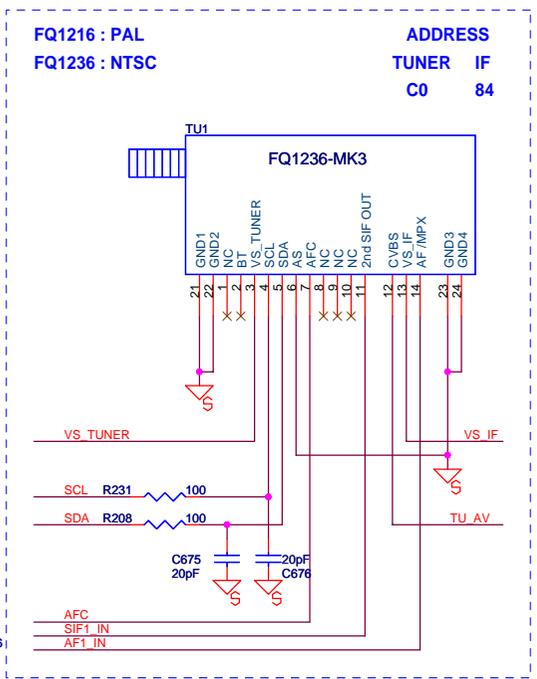 FQ1216 : PAL
ADDRESS
FQ1236 : NTSC
TUNER IF
C0 84
TU1
FQ1236-MK3
GND1
GND2
NC
BT
VS_TUNER
SCL
SDA
AS
AFC
NC
NC
NC
2nd SIF OUT
CVBS
VS_IF
AF /MPX
GND3
GND4
21
22
1
2
3
4
5
6
7
8
9
10
11
12
13
14
23
24
S
VS_TUNER
VS_IF
S
SCL R231 100
SDA R208 100
TU_AV
C675
20pF
20pF
C676
S
S
AFC
SIF1_IN
AF1_IN
6